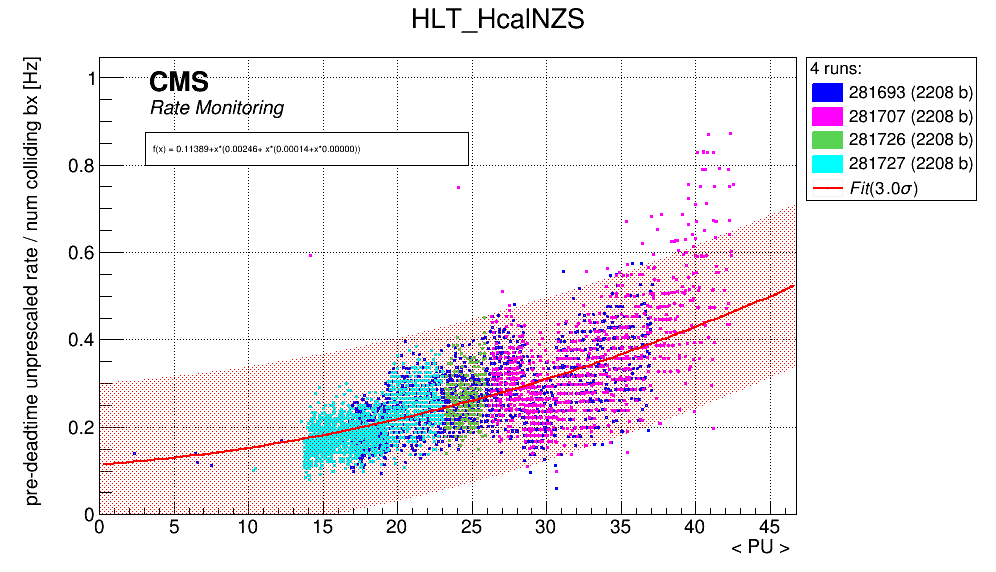 HLT_HcalNZS
pre-deadtime unprescaled rate / num colliding bx [Hz]
CMS
Rate Monitoring
f(x) = 0.11389+x*(0.00246+ x*(0.00014+x*0.00000))
1
0.8
0.6
0.4
0.2
0
0 5 10 15 20 25 30 35 40 45
< PU >
4 runs:
281693 (2208 b)
281707 (2208 b)
281726 (2208 b)
281727 (2208 b)
Fit(3.0σ)